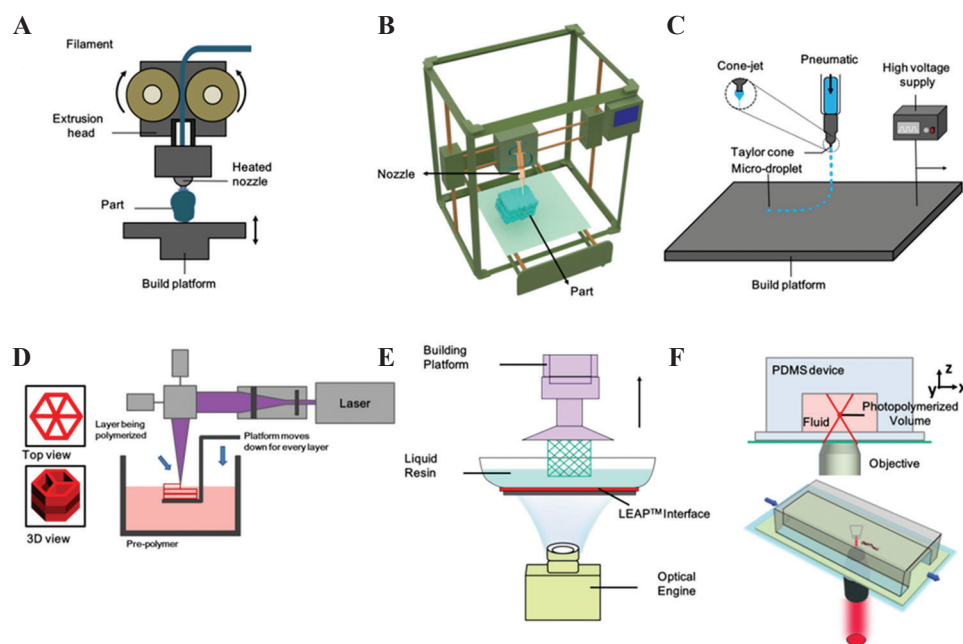 A
Filament
Extrusion
head
Heated
nozzle
Part
Build platform
B
Nozzle
Part
C
Cone-jet
Pneumatic
High voltage
supply
Taylor cone
Micro-droplet
Build platform
D
Laser
Layer being
polymerized
Platform moves
down for every layer
Top view
3D view
Pre-polymer
E
Building
Platform
Liquid
Resin
LEAP™Interface
Optical
Engine
F
PDMS device
z
y
x
Photopolymerized
Volume
Fluid
Objective